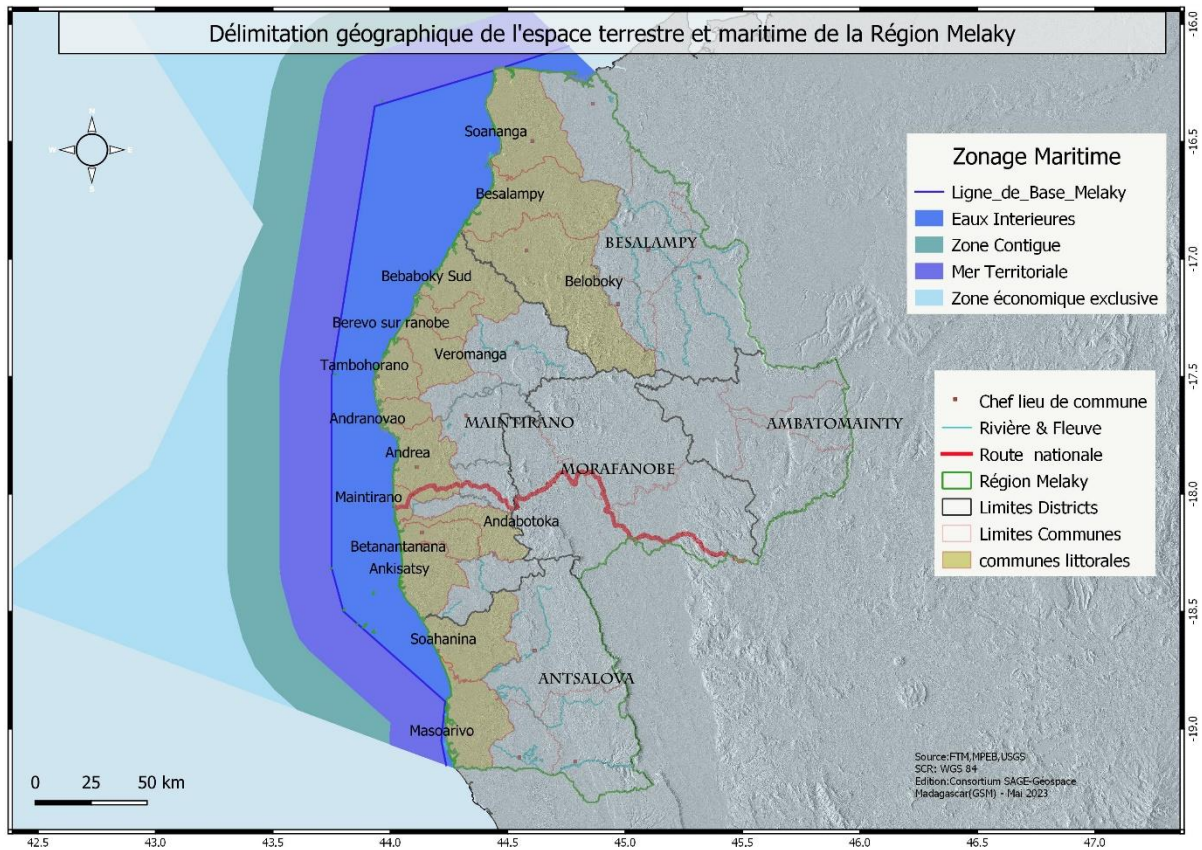 Délimitation géographique de l'espace terrestre et maritime de la Région Melaky
N
W
E
S
Zonage Maritime
Ligne_de_Base_Melaky
Eaux Interieures
Zone Contigue
Mer Territoriale
Zone économique exclusive
Chef lieu de commune
Rivière & Fleuve
Route nationale
Région Melaky
Limites Districts
Limites Communes
communes littorales
Soananga
Besalampy
BESALAMPY
Bebaboky Sud
Beloboky
Berevo sur ranobe
Veromanga
Tambohorano
Andranovao
MAINTIRANO
AMBATOMAINTY
Andrea
MORAFANOBE
Maintirano
Andabotoka
Betanantanana
Ankisatsy
Soahanina
ANTSALOVA
Masoarivo
0 25 50 km
Source:FTM,MPEB,USGS
SCR: WGS 84
Edition:Consortium SAGE-Geospace
Madagascar(GSM) - Mai 2023
-16.0
-16.5
-17.0
-17.5
-18.0
-18.5
-19.0
42.5 43.0 43.5 44.0 44.5 45.0 45.5 46.0 46.5 47.0